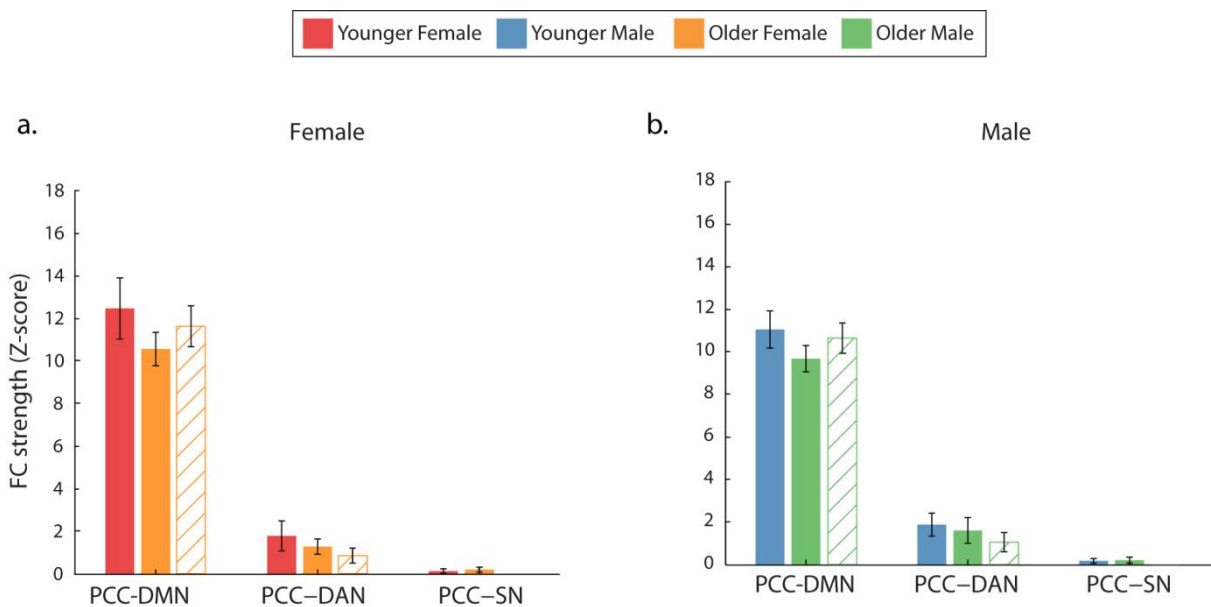 Younger Female Younger Male Older Female Older Male
a.
Female
FC strength (Z-score)
18
16
14
12
10
8
6
4
2
0
PCC-DMN PCC–DAN PCC–SN
b.
Male
18
16
14
12
10
8
6
4
2
0
PCC-DMN PCC–DAN PCC–SN